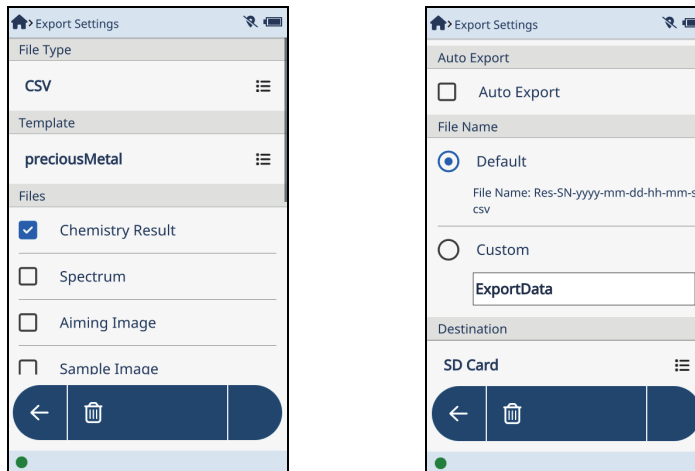 Export Settings
File Type
CSV
Template
preciousMetal
Files
Chemistry Result
Spectrum
Aiming Image
Sample Image
Export Settings
Auto Export
Auto Export
File Name
Default
File Name: Res-SN-yyyy-mm-dd-hh-mm-s
csv
Custom
ExportData
Destination
SD Card